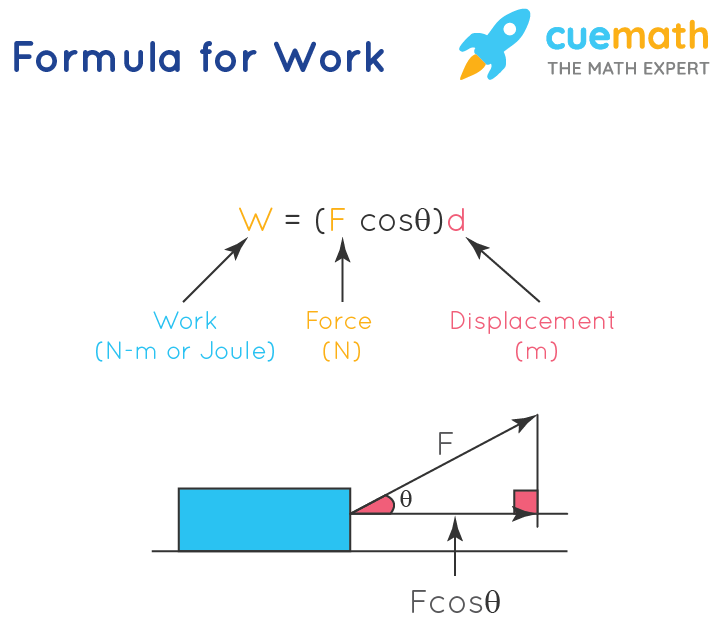 Formula for Work
cuemath
THE MATH EXPERT
W = (F cosθ)d
Work
(N-m or Joule)
Force
(N)
Displacement
(m)
F
θ
Fcosθ